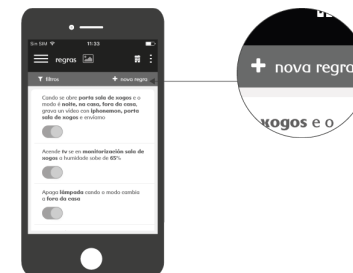 Sin SIM 11:33
regras
filtros + nova regra
Cando se abre porta sala de xogos e o
modo é noite, na casa, fora da casa,
grava un vídeo con iphonemon, porta
sala de xogos e envíamo
Acende tv se en monitorización sala de
xogos a humidade sobe de 65%
Apaga lámpada cando o modo cambia
a fora da casa
+ nova regra
xogos e o